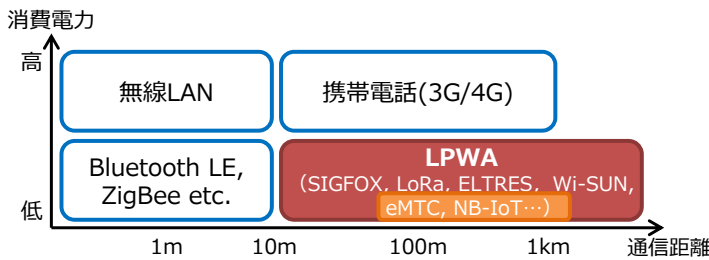 消費電力
高
無線LAN
携帯電話(3G/4G)
Bluetooth LE,
ZigBee etc.
LPWA
（SIGFOX, LoRa, ELTRES,  Wi-SUN,
eMTC, NB-IoT…）
低
1m
10m
100m
1km
通信距離